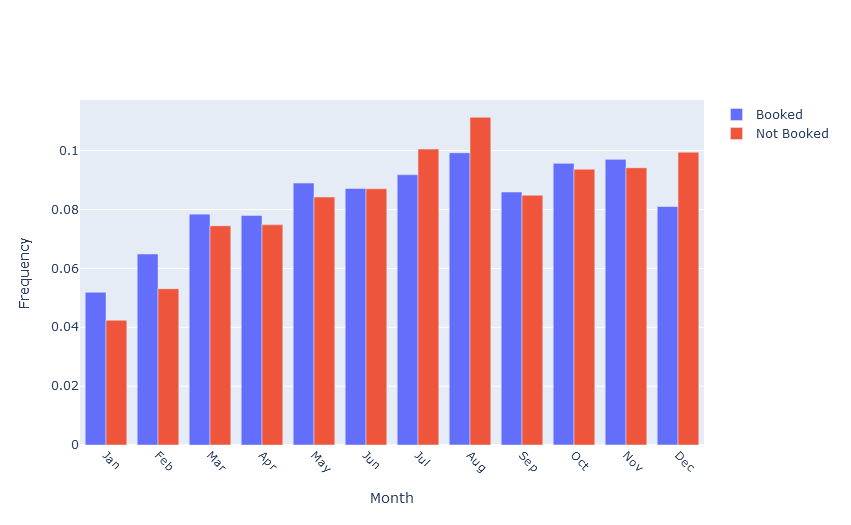 Booked
Not Booked
0.1
0.08
0.06
0.04
0.02
0
Frequency
Jan
Feb
Mar
Apr
May
Jun
Jul
Aug
Sep
Oct
Nov
Dec
Month